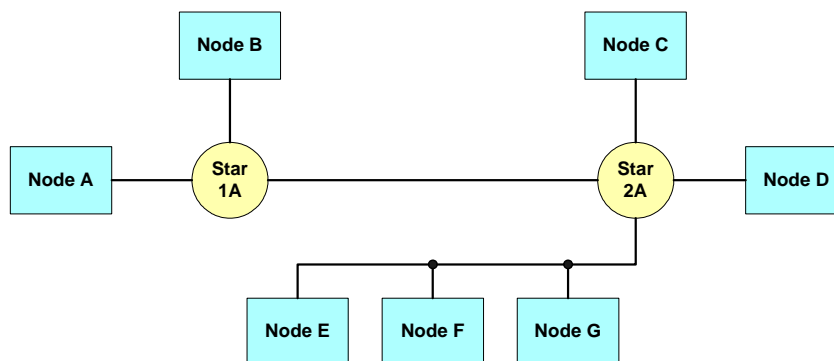 Node B
Node C
Node A
Star
1A
Star
2A
Node D
Node E
Node F
Node G